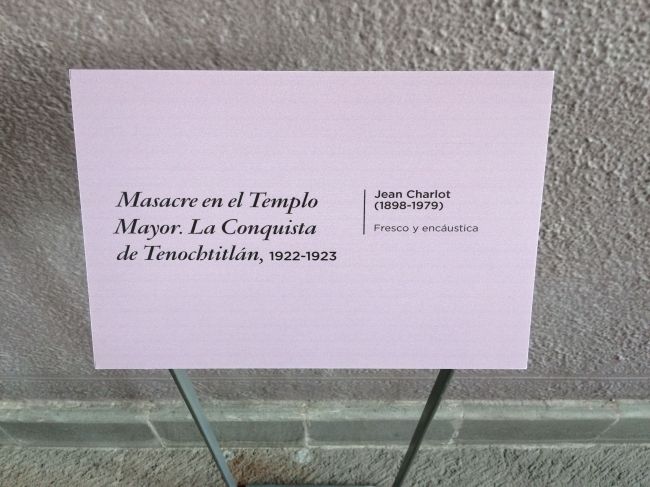 Masacre en el Templo
Mayor. La Conquista
de Tenochtitlán, 1922-1923
Jean Charlot
(1898-1979)
Fresco y encáustica